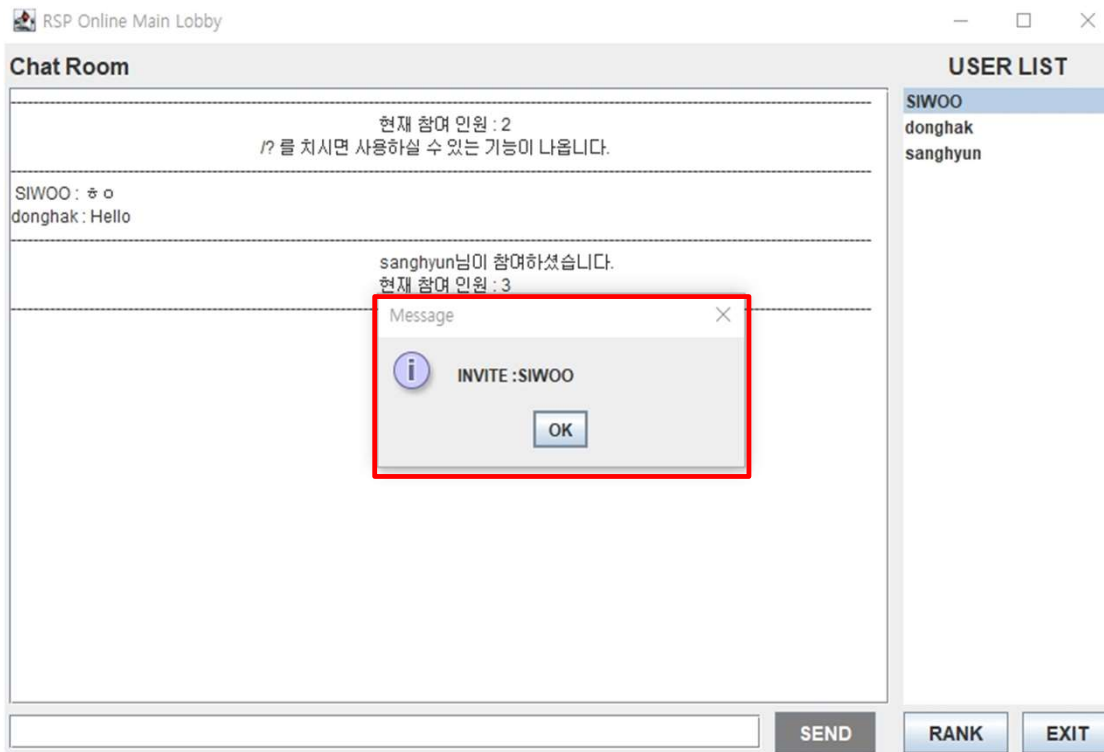 RSP Online Main Lobby
Chat Room
USER LIST
현재 참여 인원 : 2
/? 를 치시면 사용하실 수 있는 기능이 나옵니다.
SIWOO : ㅎㅇ
donghak : Hello
sanghyun님이 참여하셨습니다.
현재 참여 인원 : 3
SIWOO
donghak
sanghyun
Message
i
INVITE :SIWOO
OK
SEND
RANK
EXIT